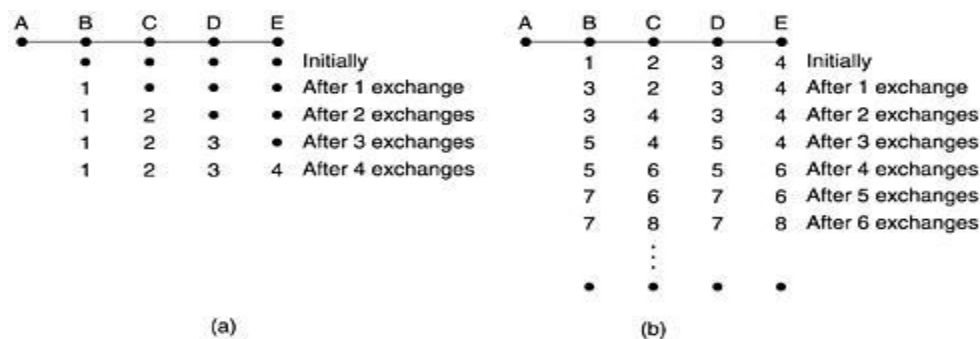 A B C D E
• • • • Initially
1 • • • After 1 exchange
1 2 • • After 2 exchanges
1 2 3 • After 3 exchanges
1 2 3 4 After 4 exchanges
(a)
A B C D E
1 2 3 4 Initially
3 2 3 4 After 1 exchange
3 4 3 4 After 2 exchanges
5 4 5 4 After 3 exchanges
5 6 5 6 After 4 exchanges
7 6 7 6 After 5 exchanges
7 8 7 8 After 6 exchanges
⋮
• • • •
(b)